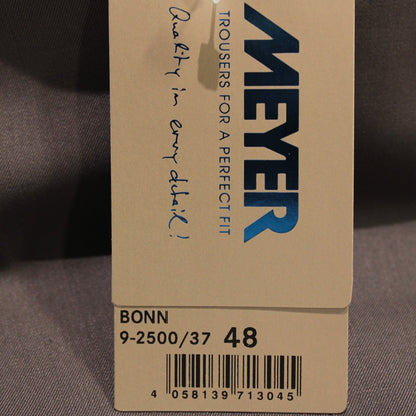 MEYER
TROUSERS FOR A PERFECT FIT
Quality in every detail!
BONN
9-2500/37 48
4 058139 713045